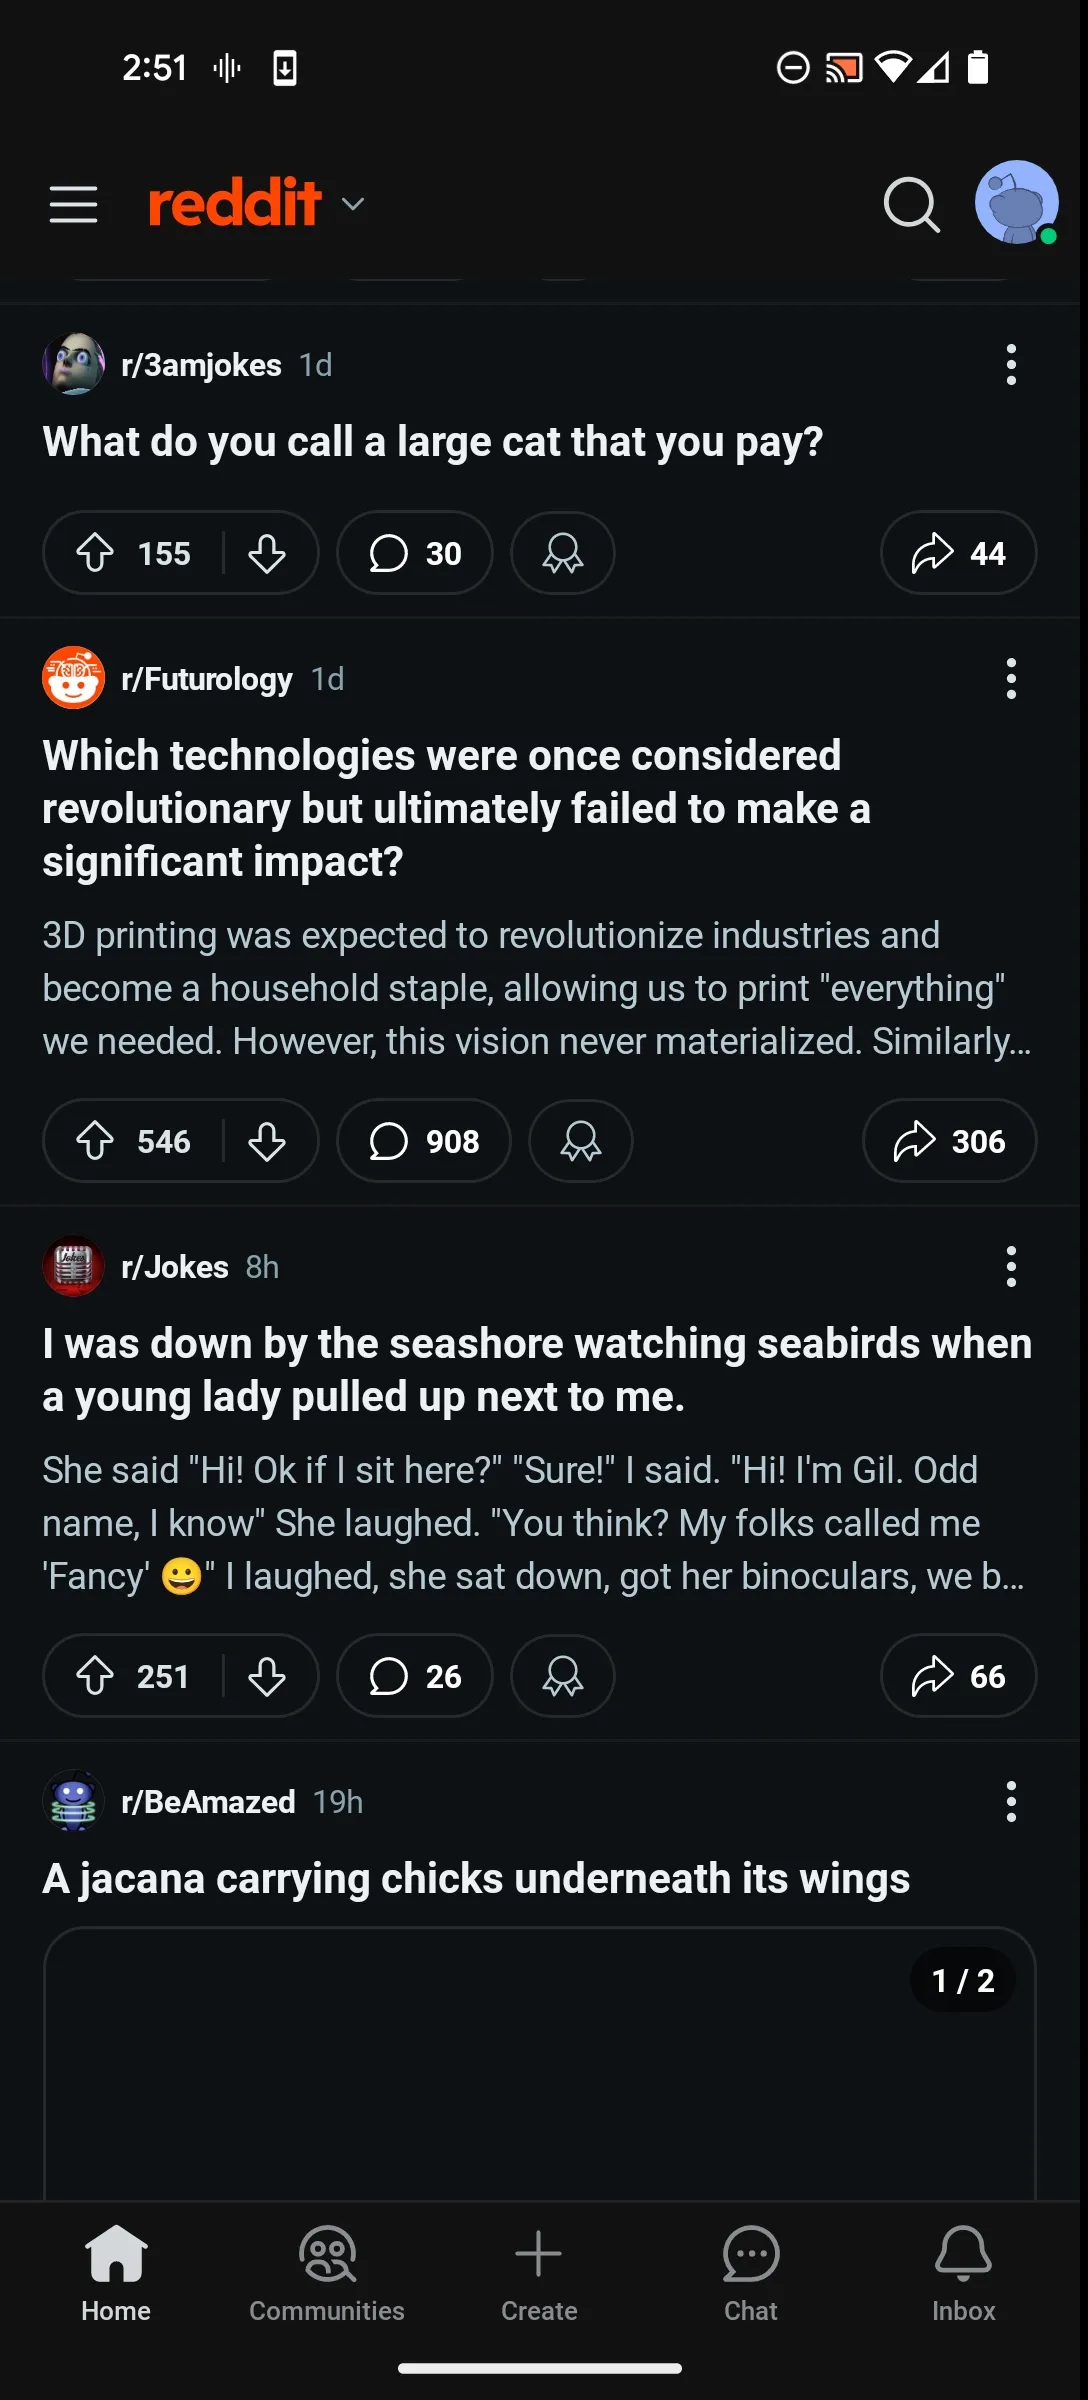 2:51
reddit
r/3amjokes 1d
What do you call a large cat that you pay?
155 30 44
r/Futurology 1d
Which technologies were once considered
revolutionary but ultimately failed to make a
significant impact?
3D printing was expected to revolutionize industries and
become a household staple, allowing us to print "everything"
we needed. However, this vision never materialized. Similarly...
546 908 306
r/Jokes 8h
I was down by the seashore watching seabirds when
a young lady pulled up next to me.
She said "Hi! Ok if I sit here?" "Sure!" I said. "Hi! I'm Gil. Odd
name, I know" She laughed. "You think? My folks called me
'Fancy' 😀" I laughed, she sat down, got her binoculars, we b...
251 26 66
r/BeAmazed 19h
A jacana carrying chicks underneath its wings
1 / 2
Home Communities Create Chat Inbox